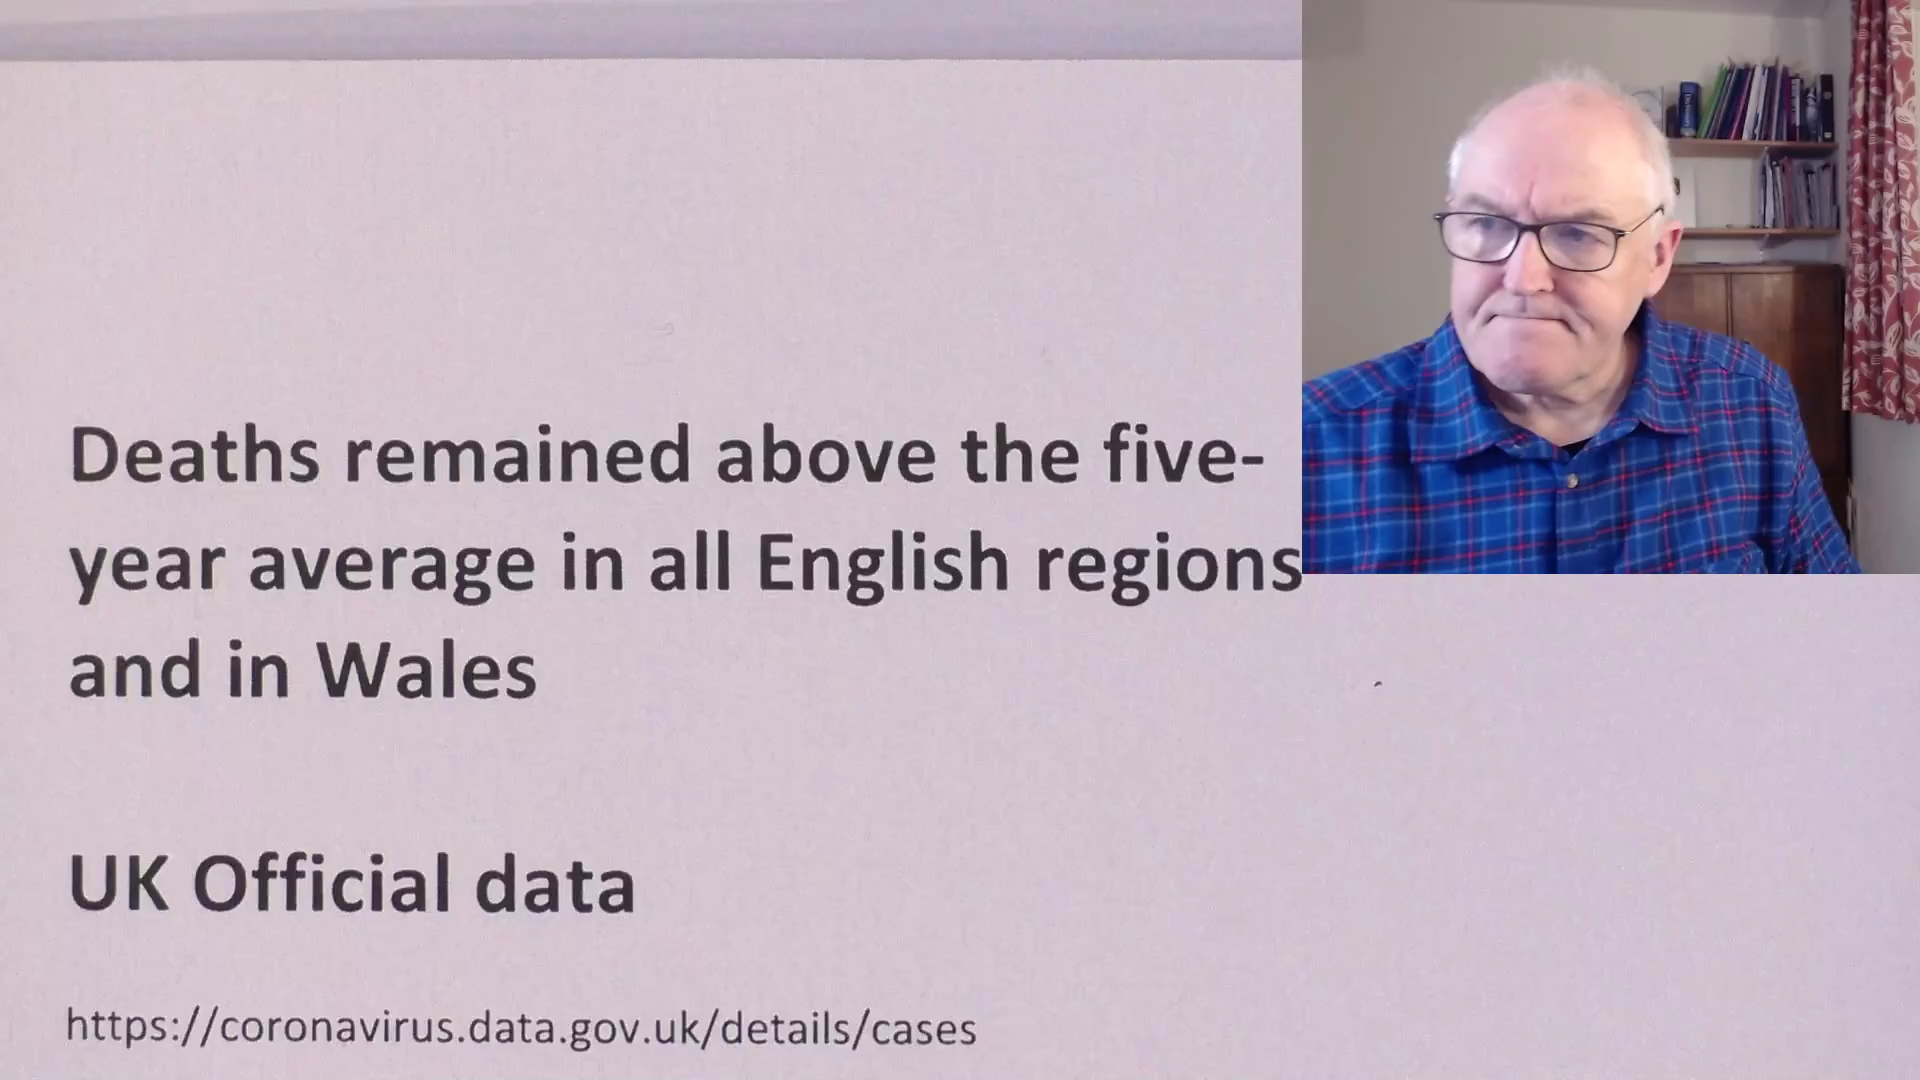 Deaths remained above the five-
year average in all English regions
and in Wales
UK Official data
https://coronavirus.data.gov.uk/details/cases